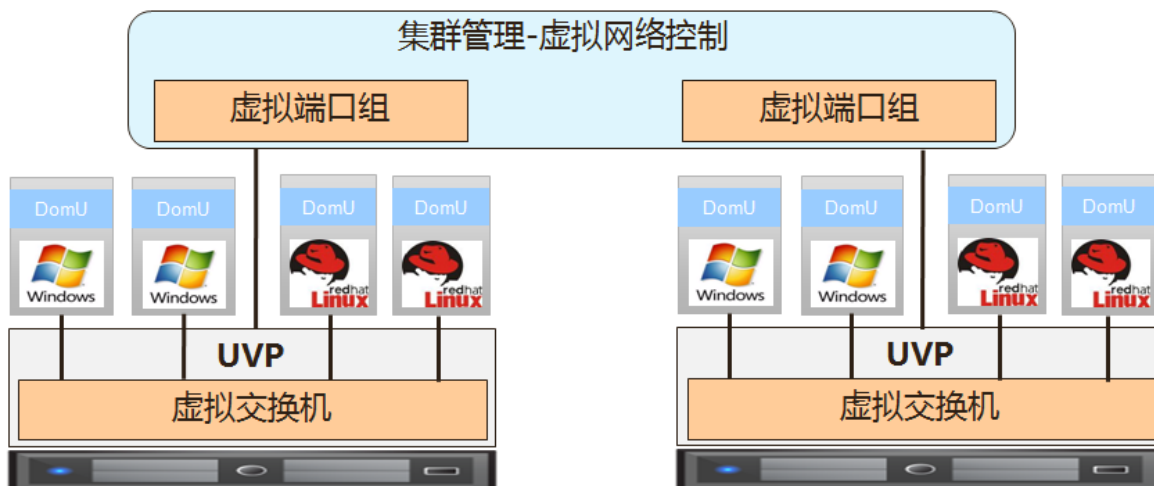 集群管理-虚拟网络控制
虚拟端口组 虚拟端口组
DomU DomU DomU DomU DomU DomU DomU DomU
Windows Windows redhat Linux redhat Linux Windows Windows redhat Linux redhat Linux
UVP UVP
虚拟交换机 虚拟交换机